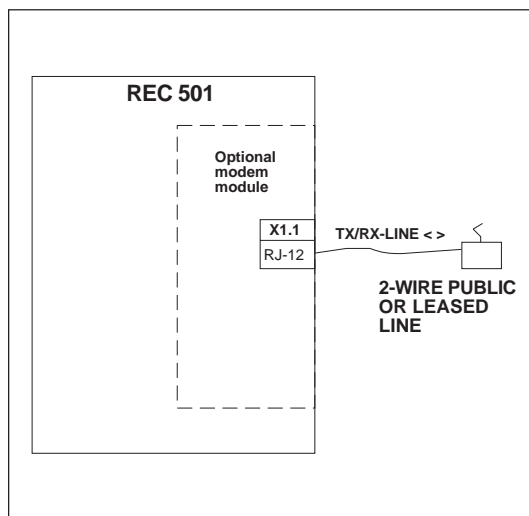 REC 501
Optional
modem
module
X1.1
TX/RX-LINE < >
RJ-12
2-WIRE PUBLIC
OR LEASED
LINE